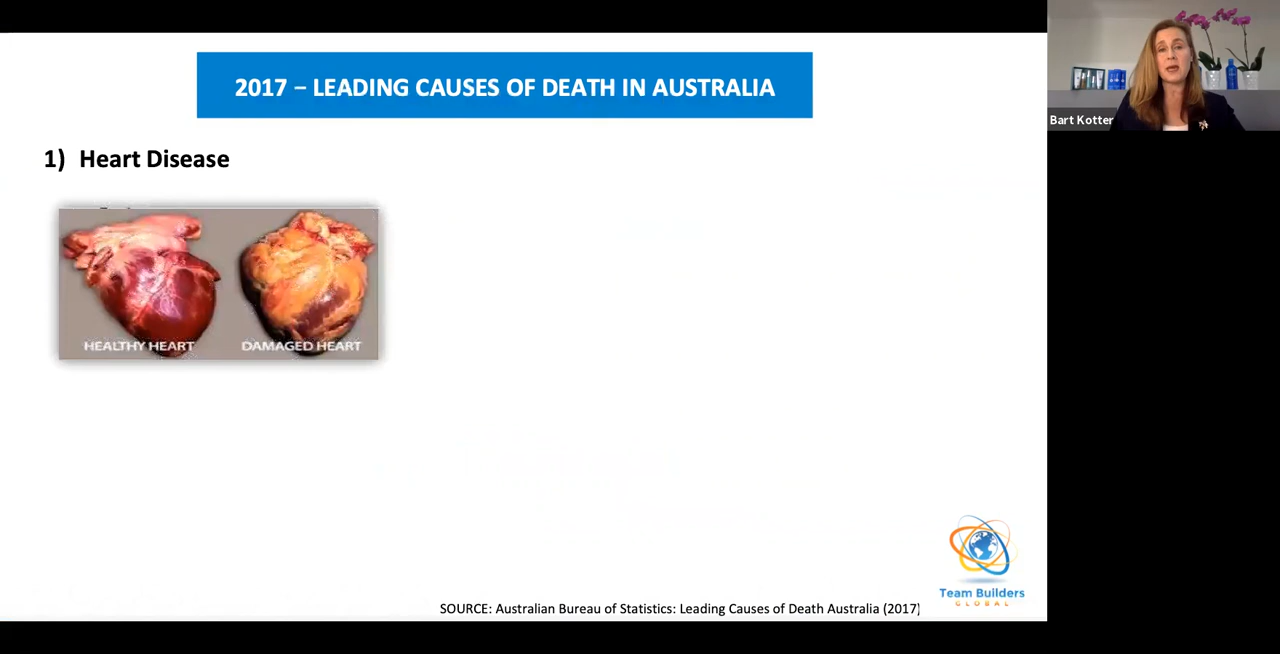 2017 – LEADING CAUSES OF DEATH IN AUSTRALIA
Bart Kotter
1) Heart Disease
HEALTHY HEART
DAMAGED HEART
Team Builders
GLOBAL
SOURCE: Australian Bureau of Statistics: Leading Causes of Death Australia (2017)